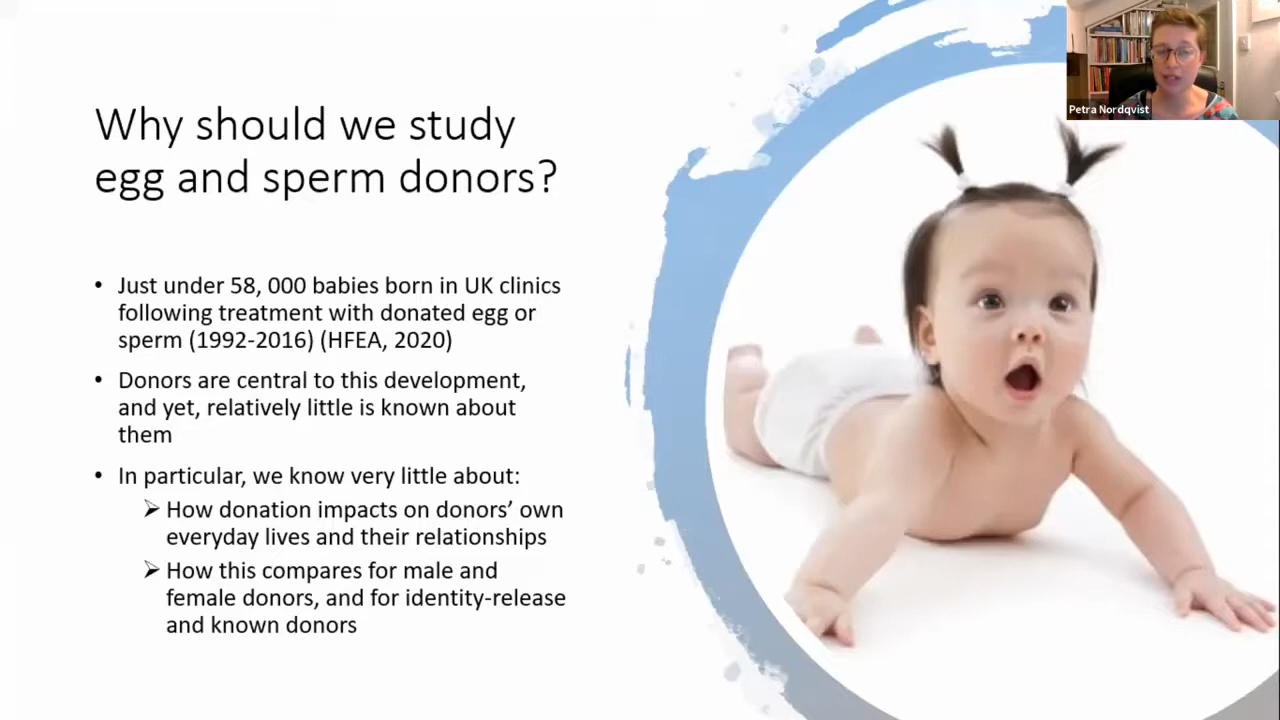 Why should we study
egg and sperm donors?
• Just under 58, 000 babies born in UK clinics
following treatment with donated egg or
sperm (1992-2016) (HFEA, 2020)
• Donors are central to this development,
and yet, relatively little is known about
them
• In particular, we know very little about:
➢ How donation impacts on donors’ own
everyday lives and their relationships
➢ How this compares for male and
female donors, and for identity-release
and known donors
Petra Nordqvist